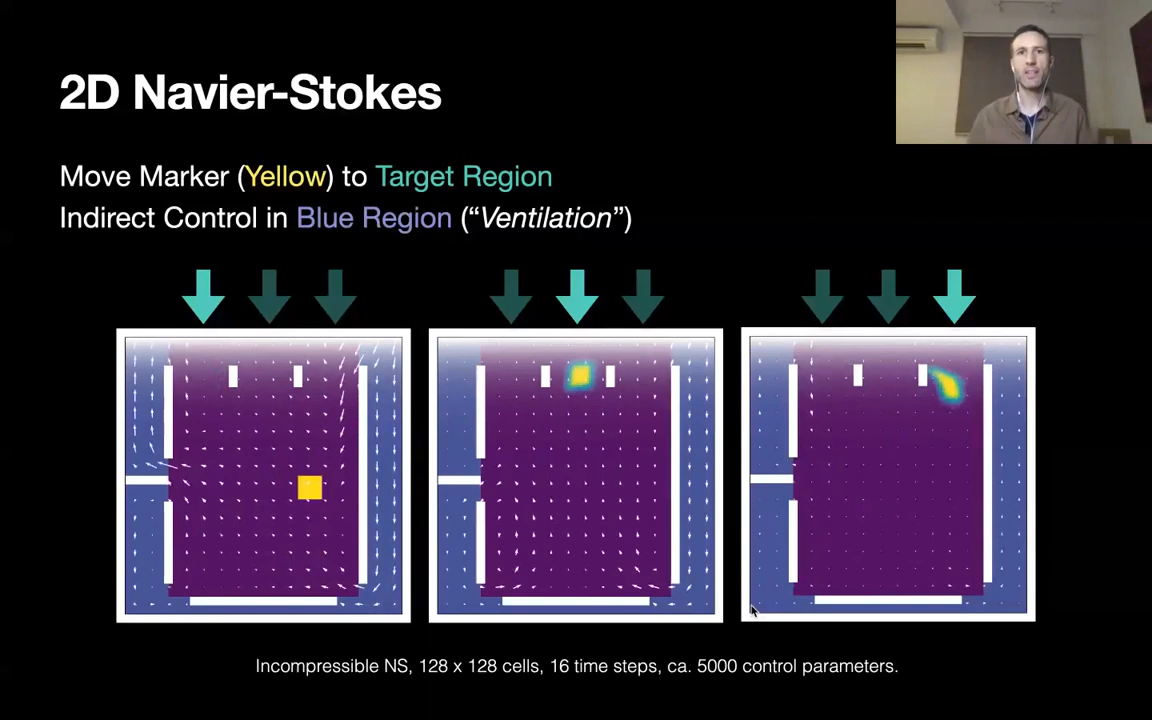 2D Navier-Stokes
Move Marker (Yellow) to Target Region
Indirect Control in Blue Region (“Ventilation”)
Incompressible NS, 128 x 128 cells, 16 time steps, ca. 5000 control parameters.